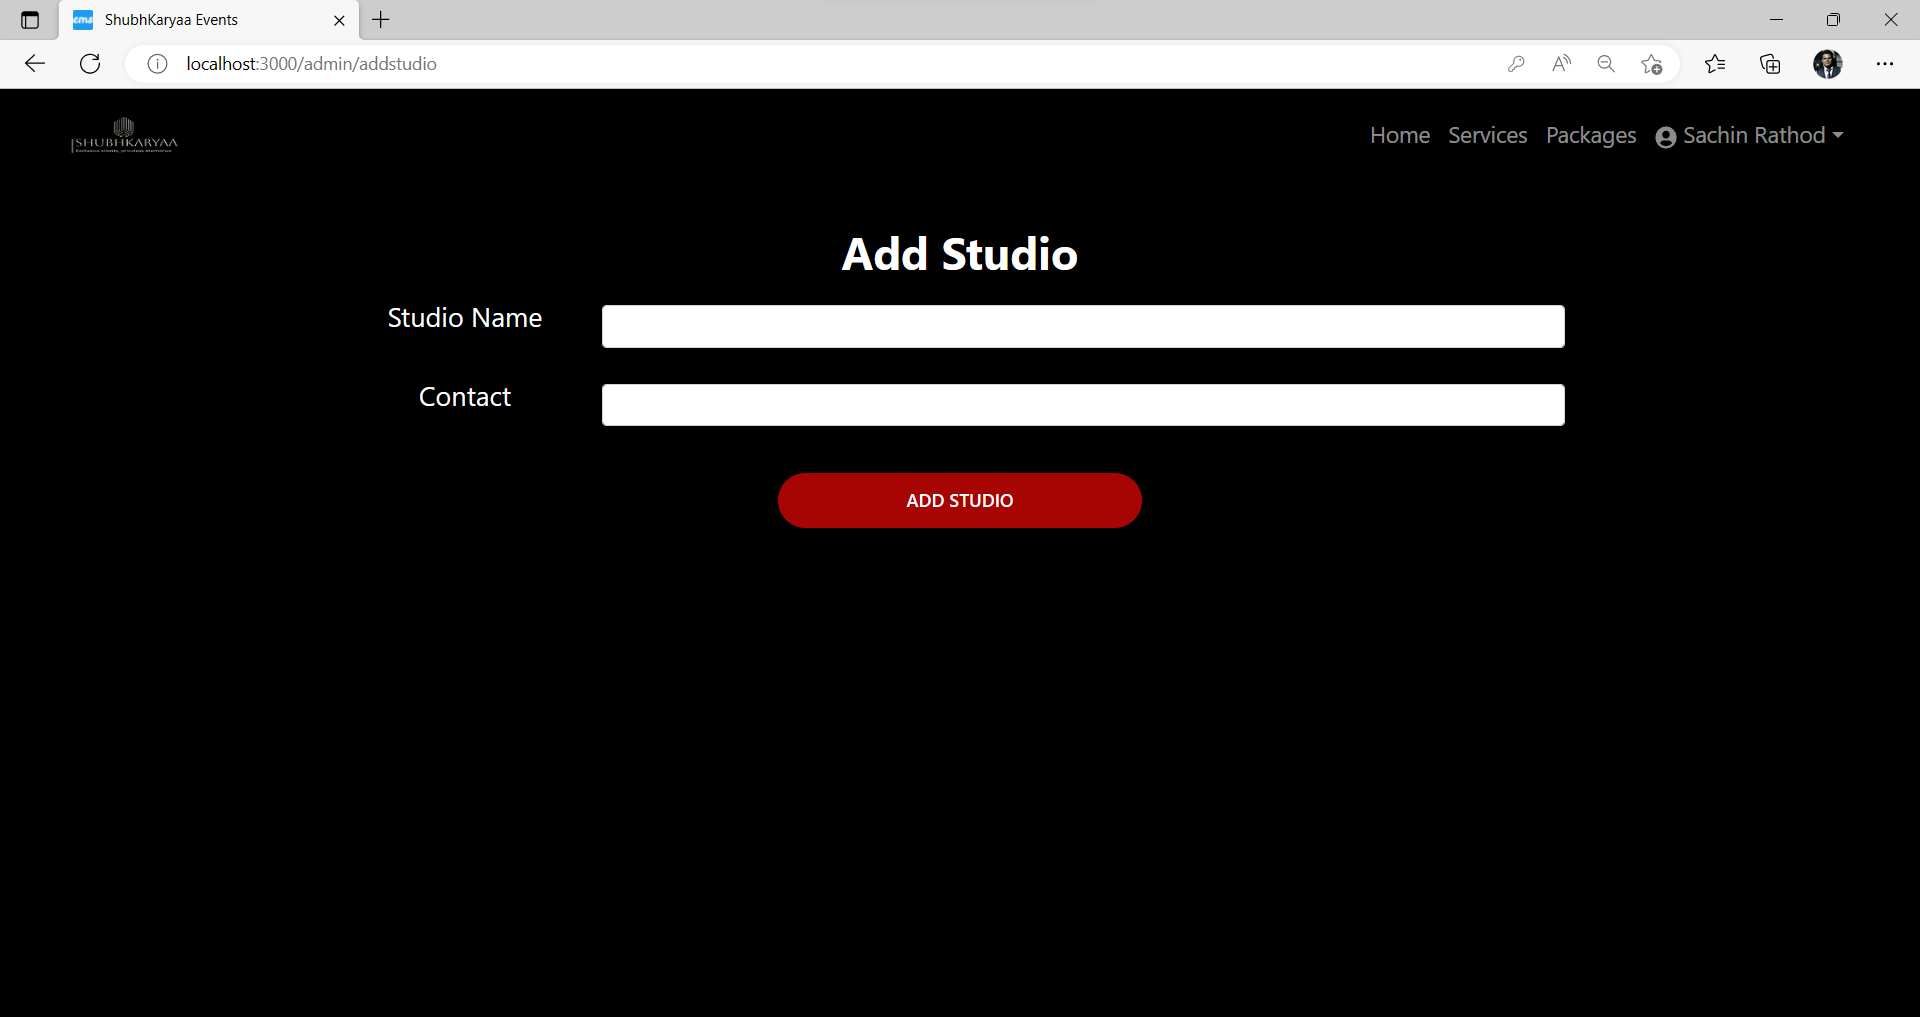 ShubhKaryaa Events
localhost:3000/admin/addstudio
SHUBHKARYAA
Home Services Packages Sachin Rathod
Add Studio
Studio Name
Contact
ADD STUDIO